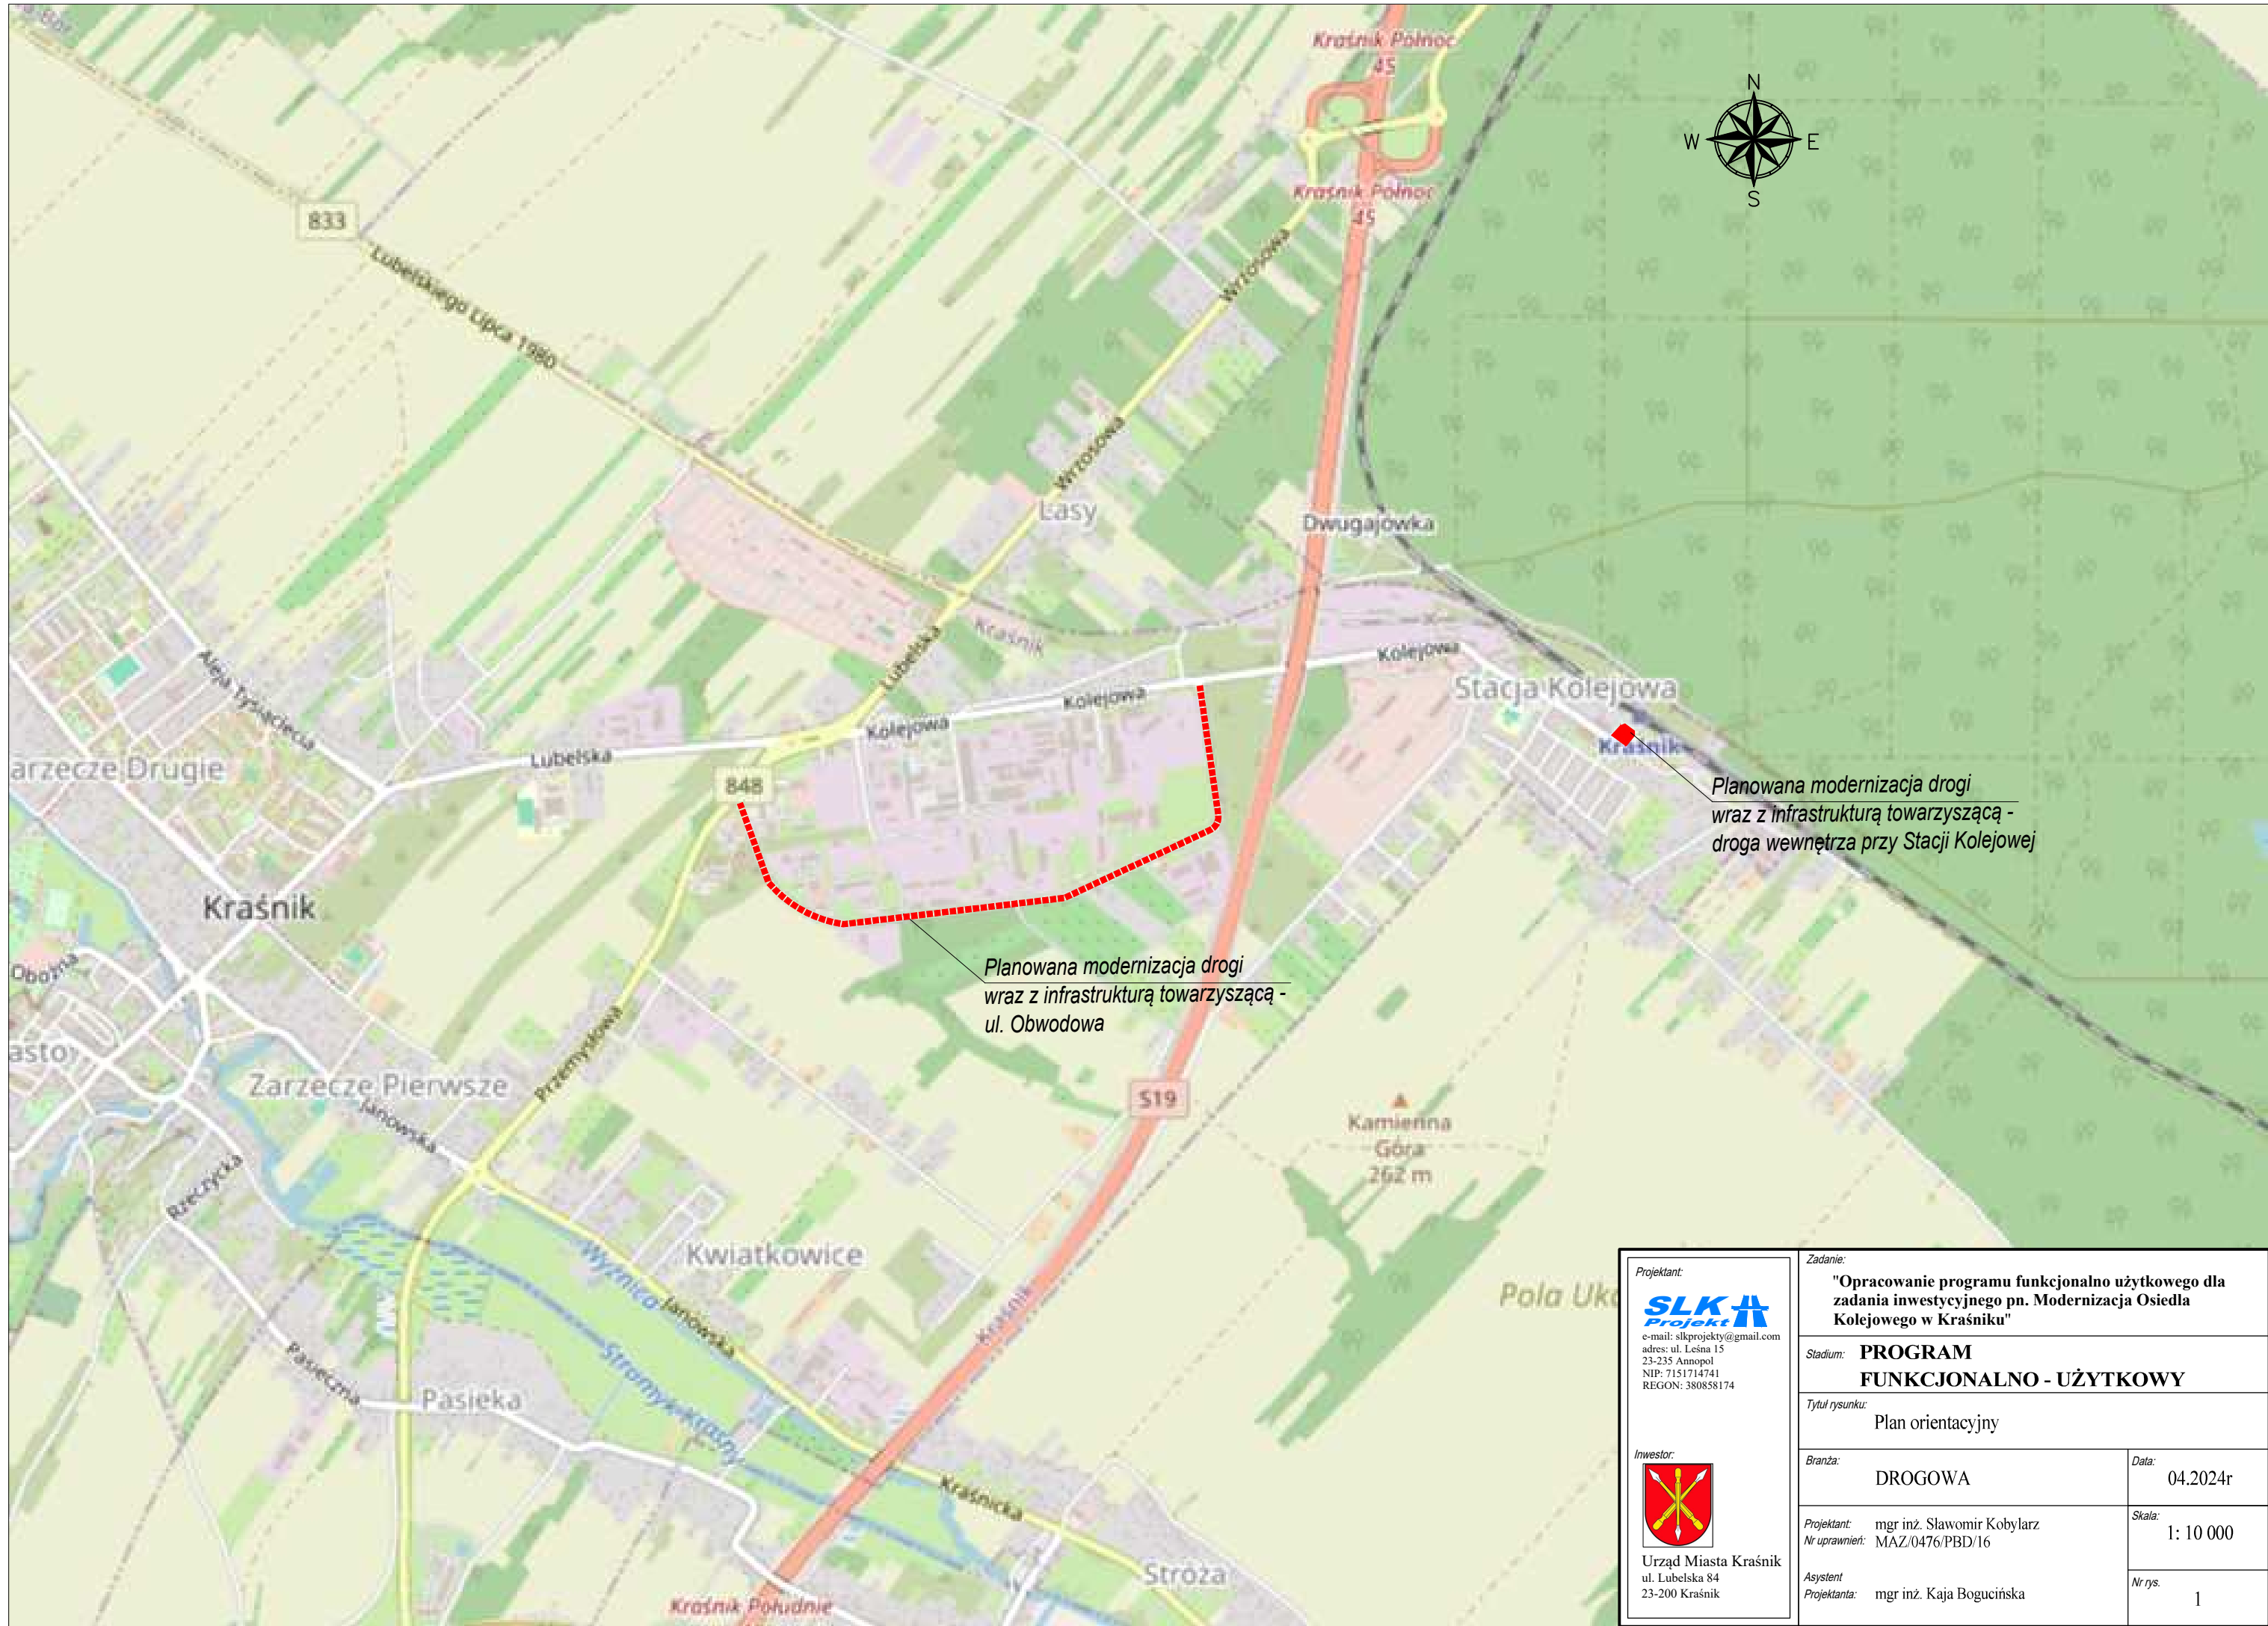 Kraśnik Północ
45
N
W
E
S
Kraśnik Północ
45
833
Lubelskiego Lipca 1980
Wrzosowa
Wrzosowa
Lasy
Dwugajówka
Kraśnik
Lubelska
Kolejowa
Kolejowa
Kolejowa
Stacja Kolejowa
Kraśnik
Aleja Tysiąclecia
Lubelska
arzecze Drugie
848
Planowana modernizacja drogi
wraz z infrastrukturą towarzyszącą -
droga wewnętrza przy Stacji Kolejowej
Kraśnik
Obożna
Planowana modernizacja drogi
wraz z infrastrukturą towarzyszącą -
ul. Obwodowa
asto
Zarzecze Pierwsze
Przemysłowa
Janowska
S19
Kamienna
Góra
262 m
Rzeczycka
Kwiatkowice
Wyżnica
Janowska
Kraśnik
Pola Uko
Strumyk Kraśny
Pasieczna
Pasieka
Kraśnicka
Stróża
Kraśnik Południe
Projektant:
SLK
Projekt
e-mail: slkprojekty@gmail.com
adres: ul. Leśna 15
23-235 Annopol
NIP: 7151714741
REGON: 380858174
Inwestor:
Urząd Miasta Kraśnik
ul. Lubelska 84
23-200 Kraśnik
Zadanie:
"Opracowanie programu funkcjonalno użytkowego dla
zadania inwestycyjnego pn. Modernizacja Osiedla
Kolejowego w Kraśniku"
Stadium: PROGRAM
FUNKCJONALNO - UŻYTKOWY
Tytuł rysunku:
Plan orientacyjny
Branża:
DROGOWA
Data:
04.2024r
Projektant: mgr inż. Sławomir Kobylarz
Nr uprawnień: MAZ/0476/PBD/16
Skala:
1: 10 000
Asystent
Projektanta: mgr inż. Kaja Bogucińska
Nr rys.
1